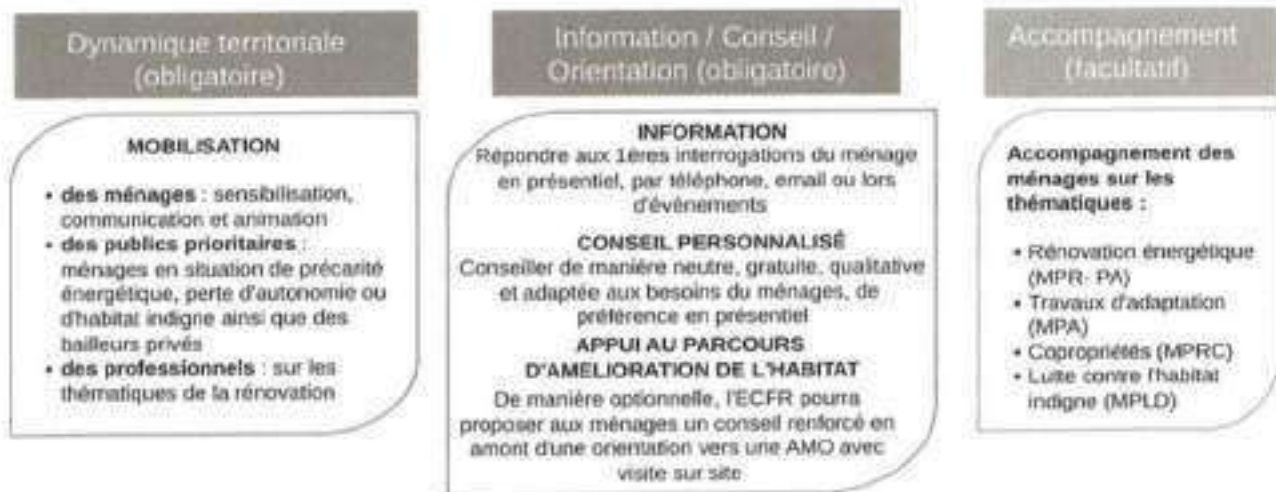 Dynamique territoriale
(obligatoire)
MOBILISATION
• des ménages : sensibilisation,
communication et animation
• des publics prioritaires :
ménages en situation de précarité
énergétique, perte d'autonomie ou
d'habitat indigne ainsi que des
bailleurs privés
• des professionnels : sur les
thématiques de la rénovation
Information / Conseil /
Orientation (obligatoire)
INFORMATION
Répondre aux 1ères interrogations du ménage
en présentiel, par téléphone, email ou lors
d'évènements
CONSEIL PERSONNALISÉ
Conseiller de manière neutre, gratuite, qualitative
et adaptée aux besoins du ménages, de
préférence en présentiel
APPUI AU PARCOURS
D'AMELIORATION DE L'HABITAT
De manière optionnelle, l'ECFR pourra
proposer aux ménages un conseil renforcé en
amont d'une orientation vers une AMO avec
visite sur site
Accompagnement
(facultatif)
Accompagnement des
ménages sur les
thématiques :
• Rénovation énergétique
(MPR- PA)
• Travaux d'adaptation
(MPA)
• Copropriétés (MPRC)
• Lutte contre l'habitat
indigne (MPLD)